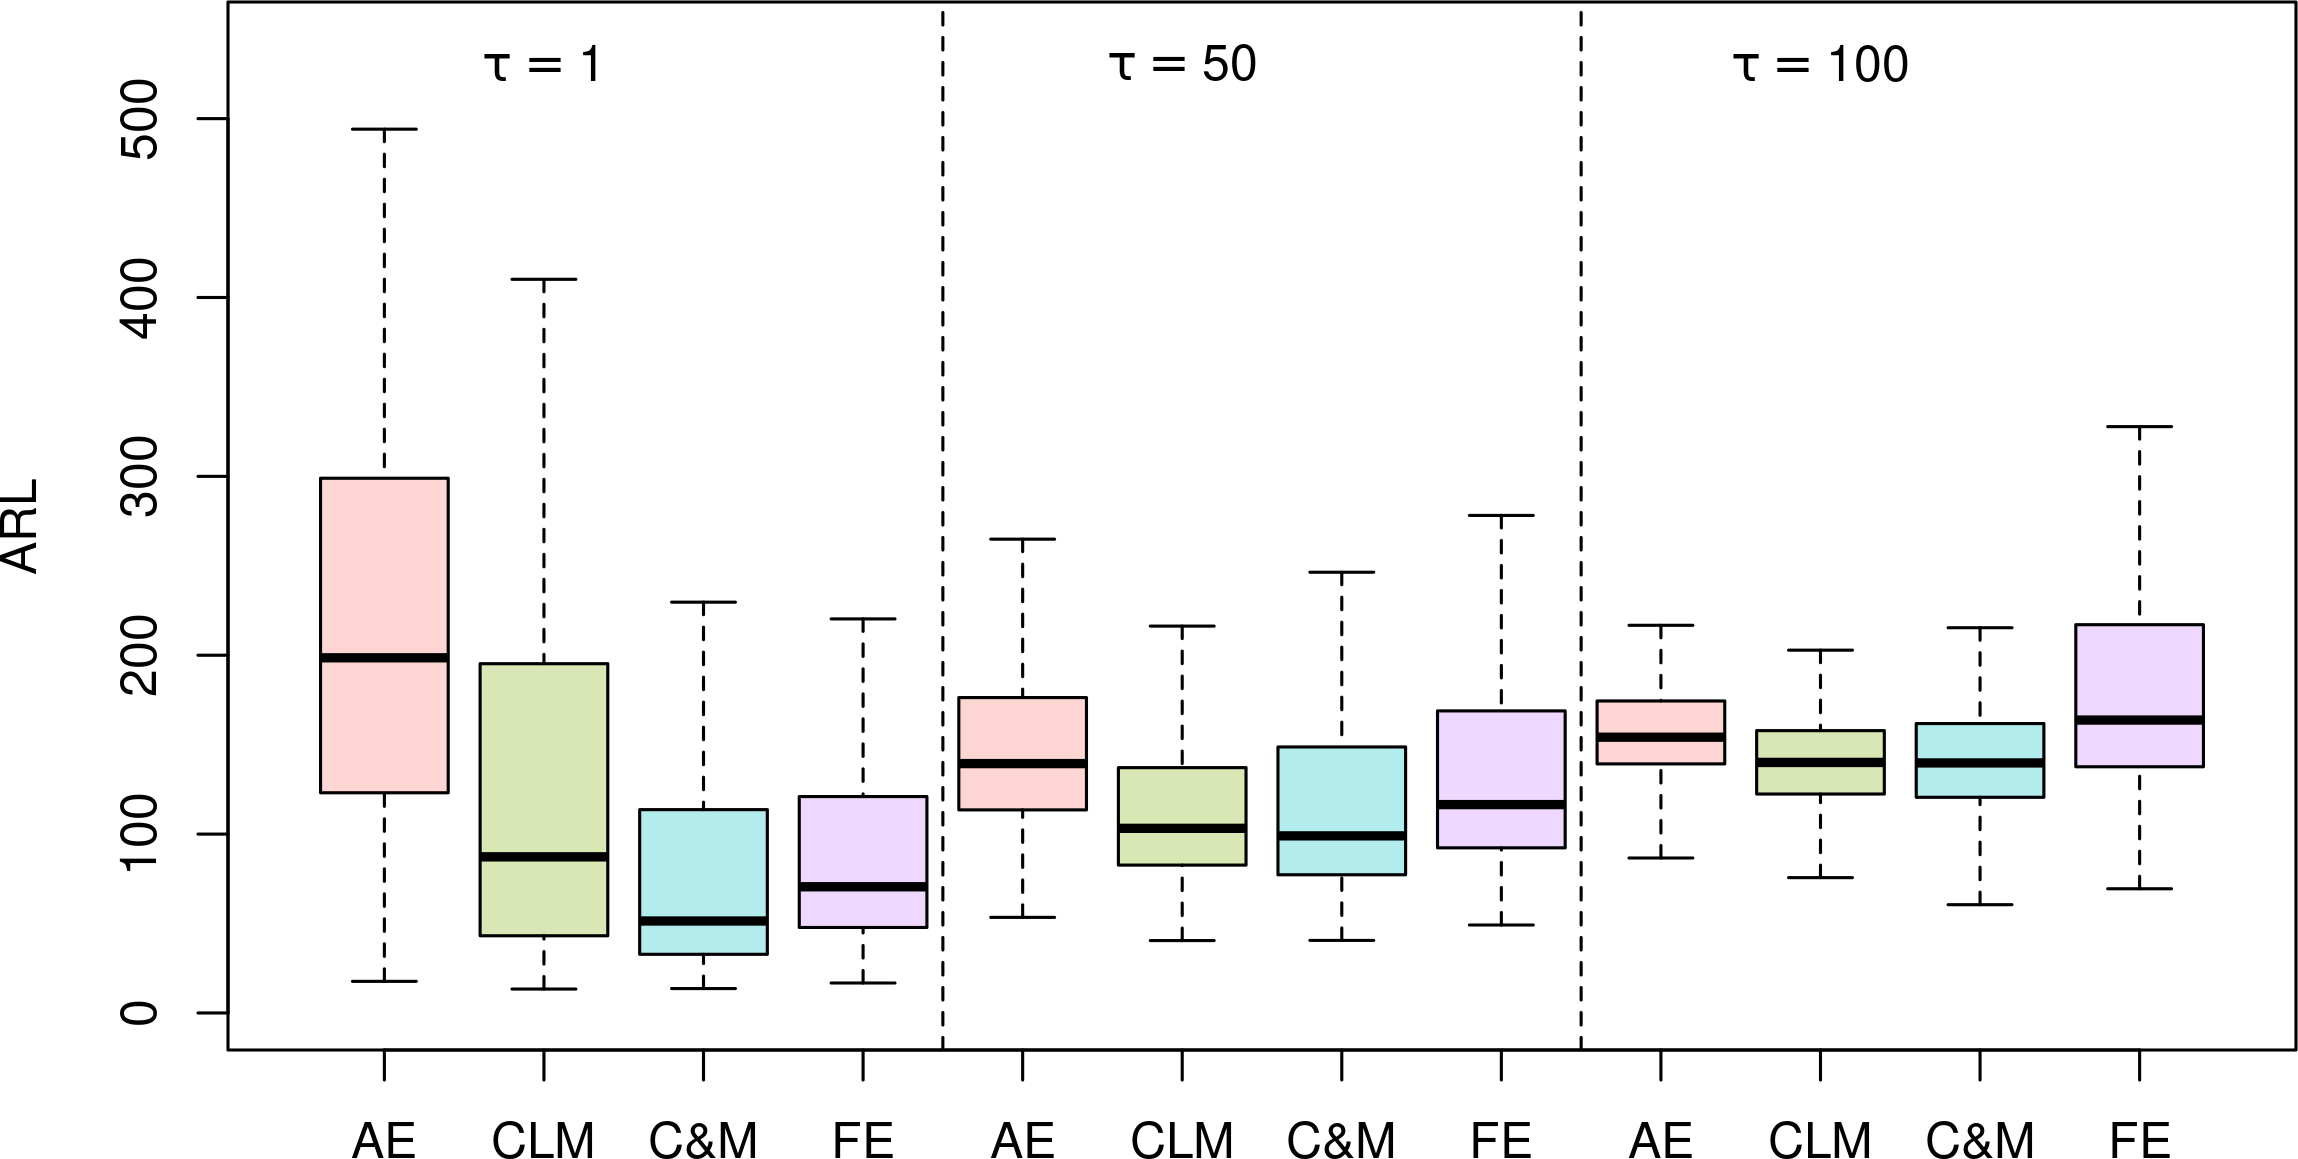 τ = 1
τ = 50
τ = 100
500
400
300
200
100
0
ARL
AE CLM C&M FE AE CLM C&M FE AE CLM C&M FE